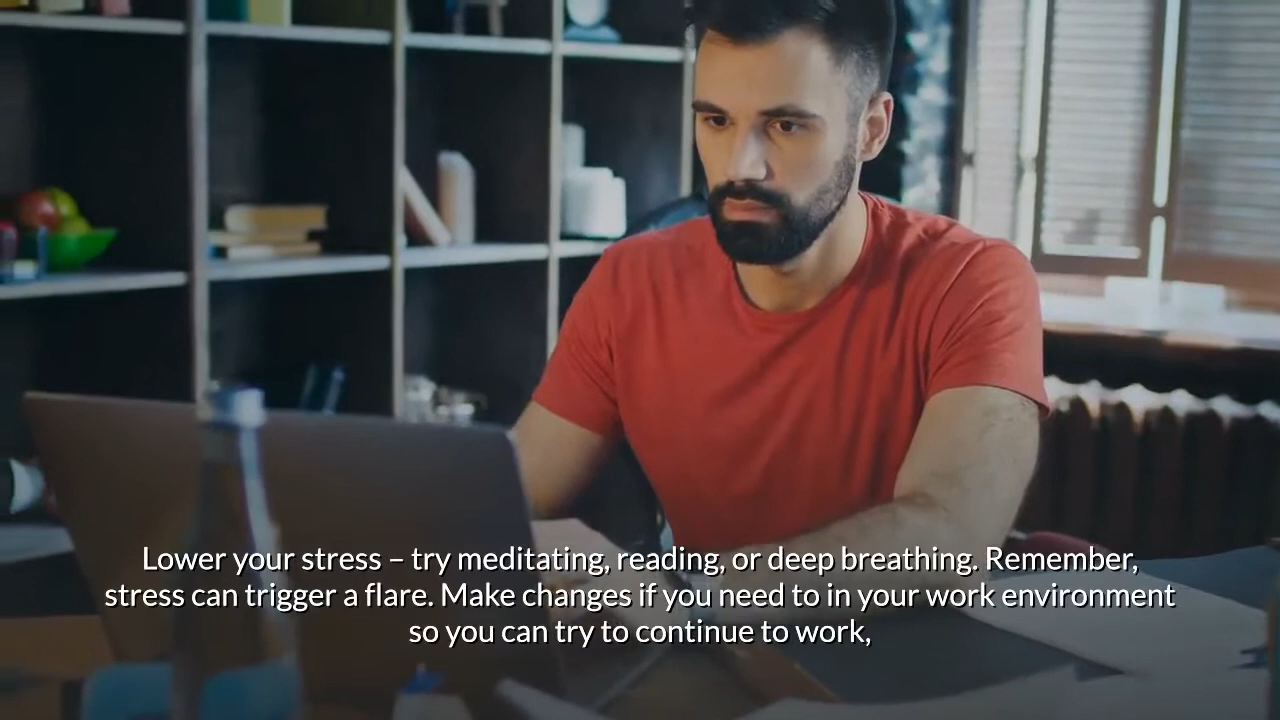 Lower your stress – try meditating, reading, or deep breathing. Remember,
stress can trigger a flare. Make changes if you need to in your work environment
so you can try to continue to work,